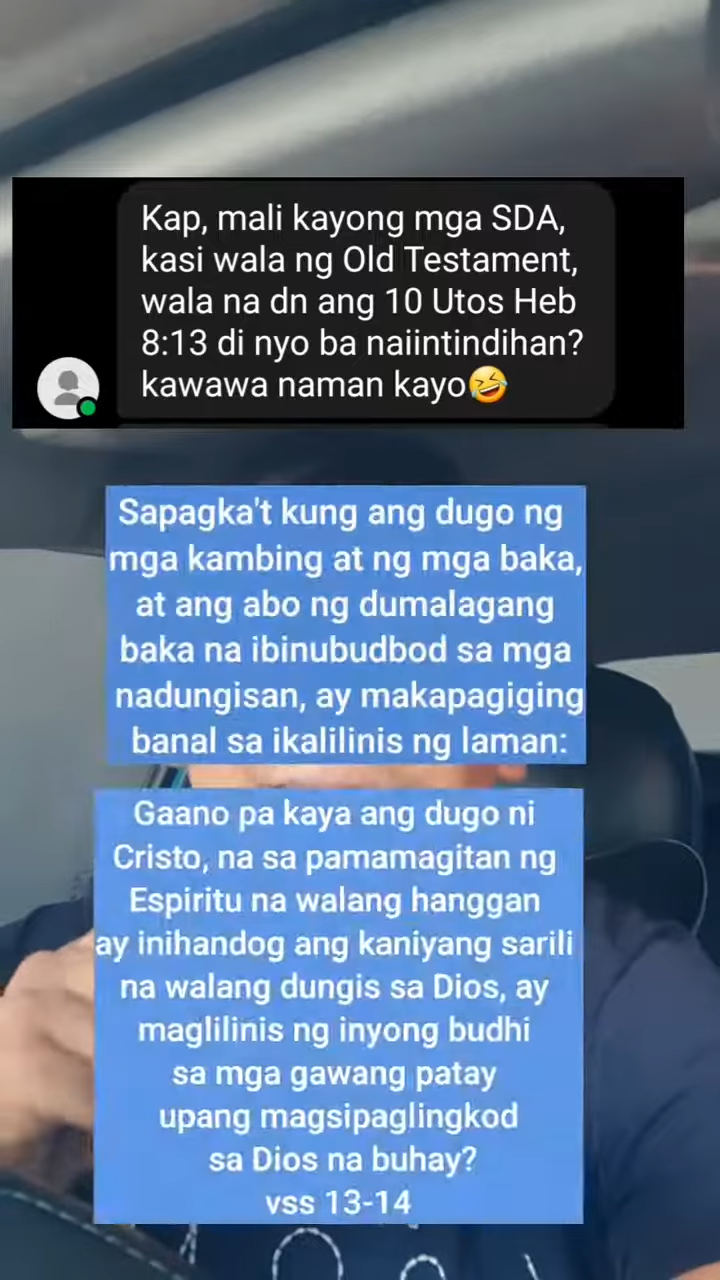 Kap, mali kayong mga SDA,
kasi wala ng Old Testament,
wala na dn ang 10 Utos Heb
8:13 di nyo ba naiintindihan?
kawawa naman kayo🤣
Sapagka't kung ang dugo ng
mga kambing at ng mga baka,
at ang abo ng dumalagang
baka na ibinubudbod sa mga
nadungisan, ay makapagiging
banal sa ikalilinis ng laman:
Gaano pa kaya ang dugo ni
Cristo, na sa pamamagitan ng
Espiritu na walang hanggan
ay inihandog ang kaniyang sarili
na walang dungis sa Dios, ay
maglilinis ng inyong budhi
sa mga gawang patay
upang magsipaglingkod
sa Dios na buhay?
vss 13-14